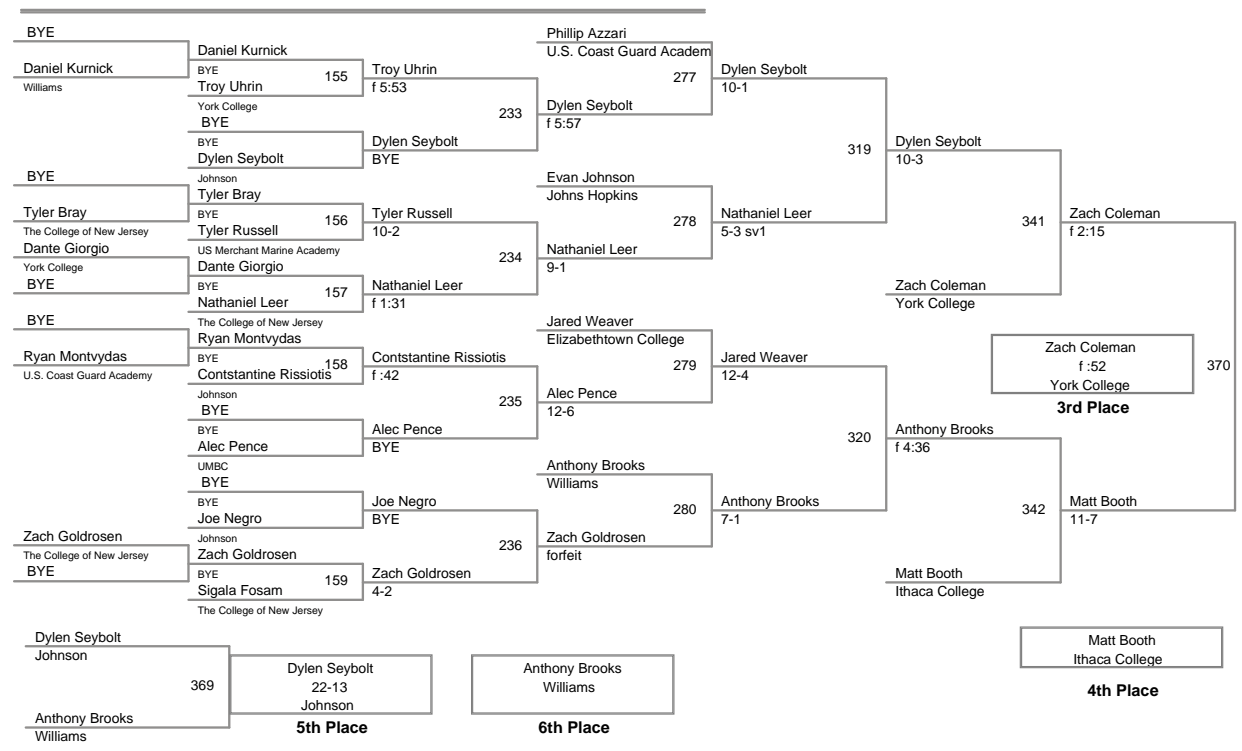 BYE
Daniel Kurnick
Williams
BYE
Tyler Bray
The College of New Jersey
Dante Giorgio
York College
BYE
BYE
Ryan Montvydas
U.S. Coast Guard Academy
Zach Goldrosen
The College of New Jersey
BYE
Daniel Kurnick
BYE
155
Troy Uhrin
York College
BYE
BYE
Dylen Seybolt
Johnson
Tyler Bray
BYE
156
Tyler Russell
US Merchant Marine Academy
Dante Giorgio
BYE
157
Nathaniel Leer
The College of New Jersey
Ryan Montvydas
BYE
158
Contstantine Rissiotis
Johnson
BYE
BYE
Alec Pence
UMBC
BYE
BYE
Joe Negro
Johnson
Zach Goldrosen
BYE
159
Sigala Fosam
The College of New Jersey
Troy Uhrin
f 5:53
233
Dylen Seybolt
BYE
Tyler Russell
10-2
234
Nathaniel Leer
f 1:31
Contstantine Rissiotis
f :42
235
Alec Pence
BYE
Joe Negro
BYE
236
Zach Goldrosen
4-2
Phillip Azzari
U.S. Coast Guard Academ
277
Dylen Seybolt
f 5:57
Evan Johnson
Johns Hopkins
278
Nathaniel Leer
9-1
Jared Weaver
Elizabethtown College
279
Alec Pence
12-6
Anthony Brooks
Williams
280
Zach Goldrosen
forfeit
Dylen Seybolt
10-1
319
Nathaniel Leer
5-3 sv1
Jared Weaver
12-4
320
Anthony Brooks
7-1
Dylen Seybolt
10-3
341
Zach Coleman
York College
Anthony Brooks
f 4:36
342
Matt Booth
Ithaca College
Zach Coleman
f 2:15
370
Matt Booth
11-7
Zach Coleman
f :52
York College
3rd Place
Matt Booth
Ithaca College
4th Place
Dylen Seybolt
Johnson
369
Anthony Brooks
Williams
Dylen Seybolt
22-13
Johnson
5th Place
Anthony Brooks
Williams
6th Place